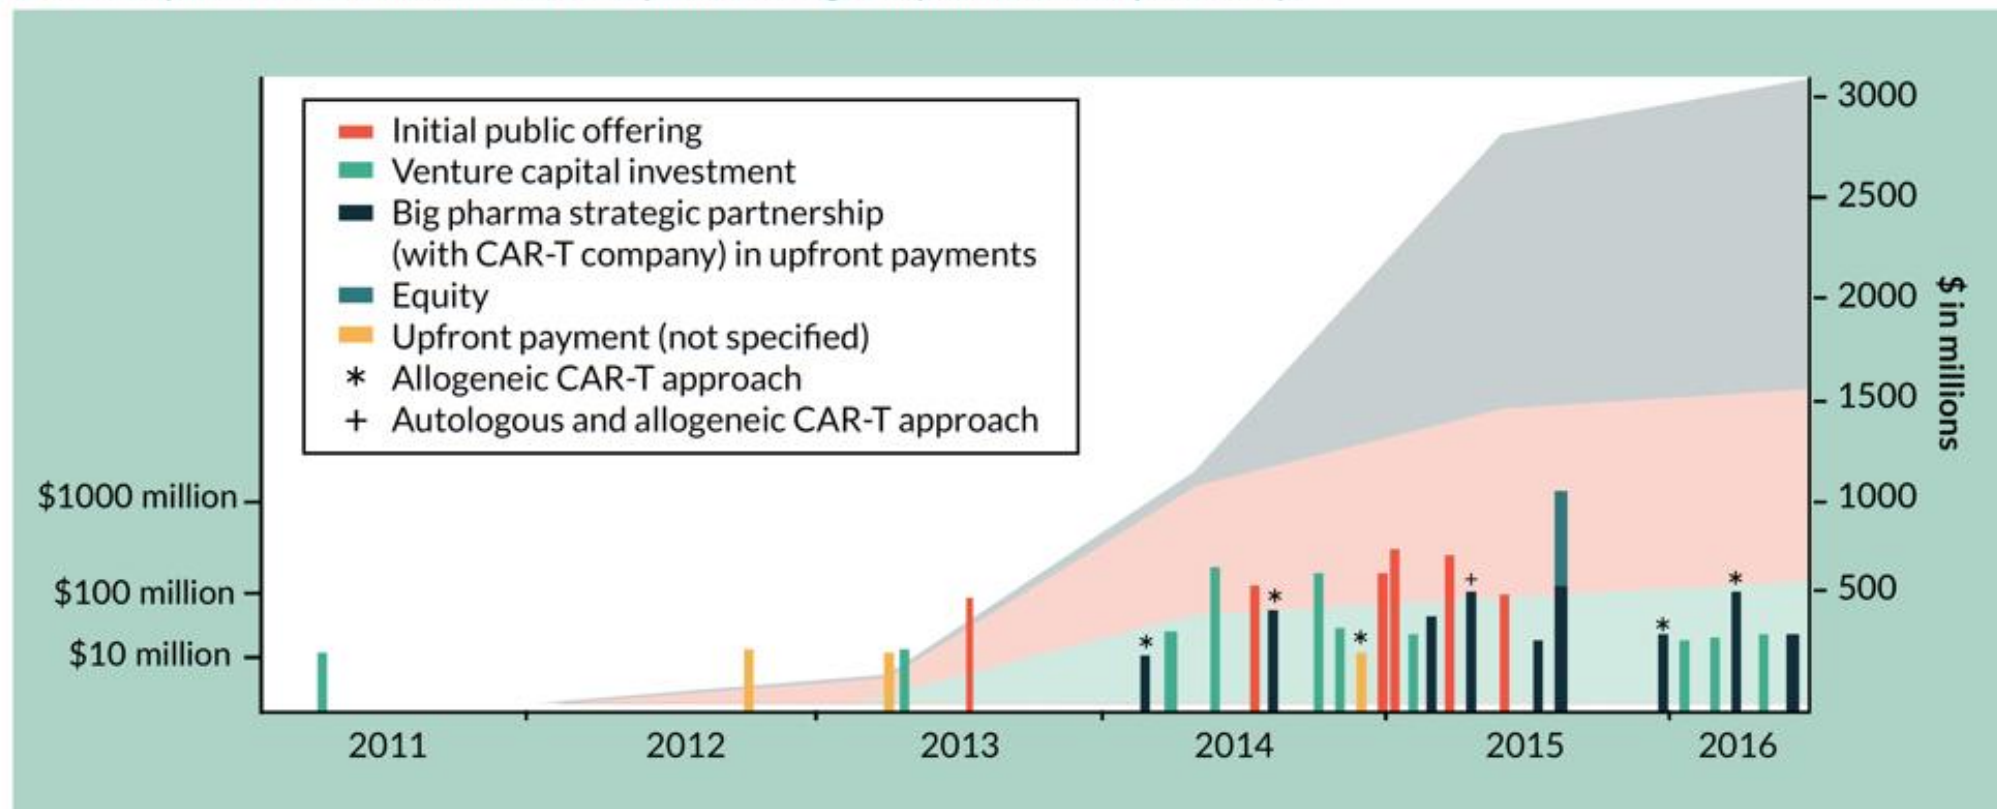 Initial public offering
Venture capital investment
Big pharma strategic partnership
(with CAR-T company) in upfront payments
Equity
Upfront payment (not specified)
* Allogeneic CAR-T approach
+ Autologous and allogeneic CAR-T approach
$1000 million
$100 million
$10 million
3000
2500
2000
1500
1000
500
$ in millions
*
*
*
+
*
*
2011
2012
2013
2014
2015
2016